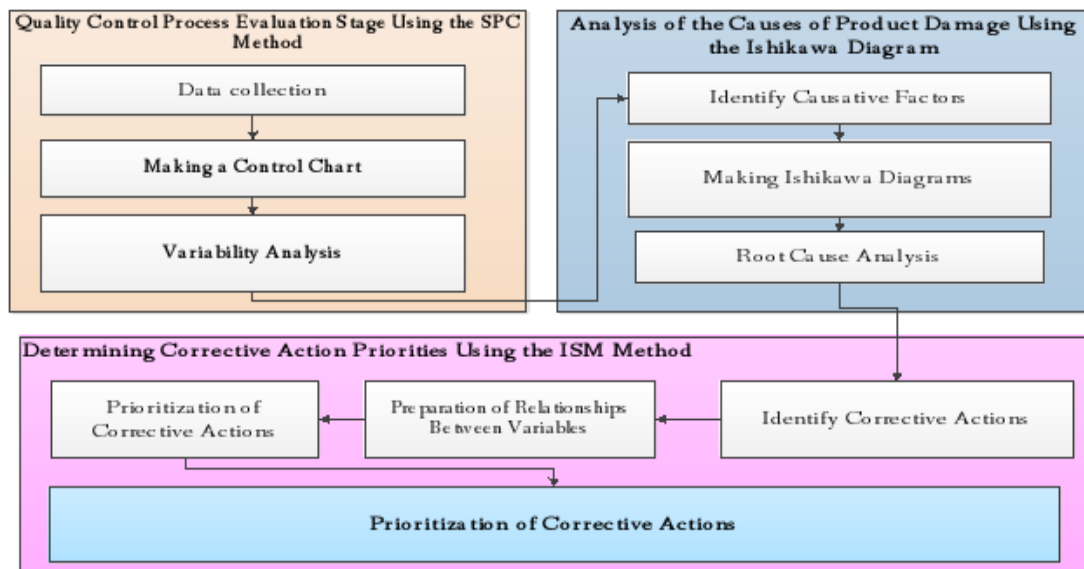 Quality Control Process Evaluation Stage Using the SPC
Method
Data collection
Making a Control Chart
Variability Analysis
Analysis of the Causes of Product Damage Using
the Ishikawa Diagram
Identify Causative Factors
Making Ishikawa Diagrams
Root Cause Analysis
Determining Corrective Action Priorities Using the ISM Method
Identify Corrective Actions
Preparation of Relationships
Between Variables
Prioritization of
Corrective Actions
Prioritization of Corrective Actions